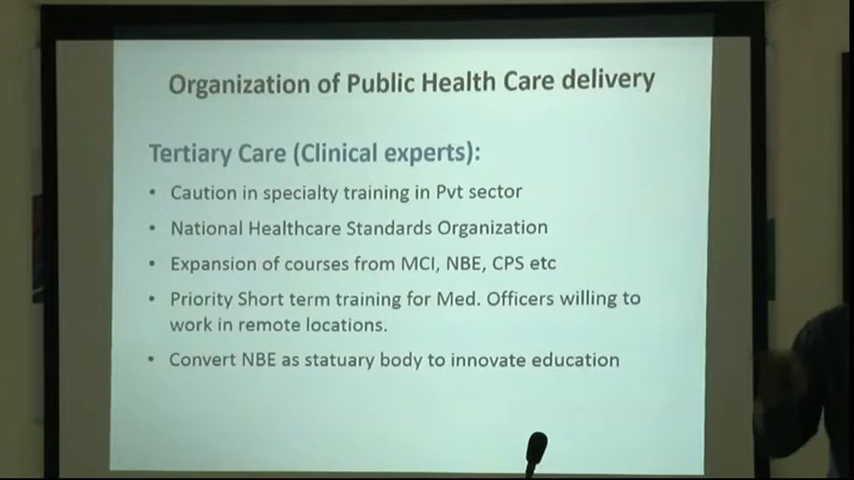 Organization of Public Health Care delivery
Tertiary Care (Clinical experts):
• Caution in specialty training in Pvt sector
• National Healthcare Standards Organization
• Expansion of courses from MCI, NBE, CPS etc
• Priority Short term training for Med. Officers willing to
work in remote locations.
• Convert NBE as statuary body to innovate education